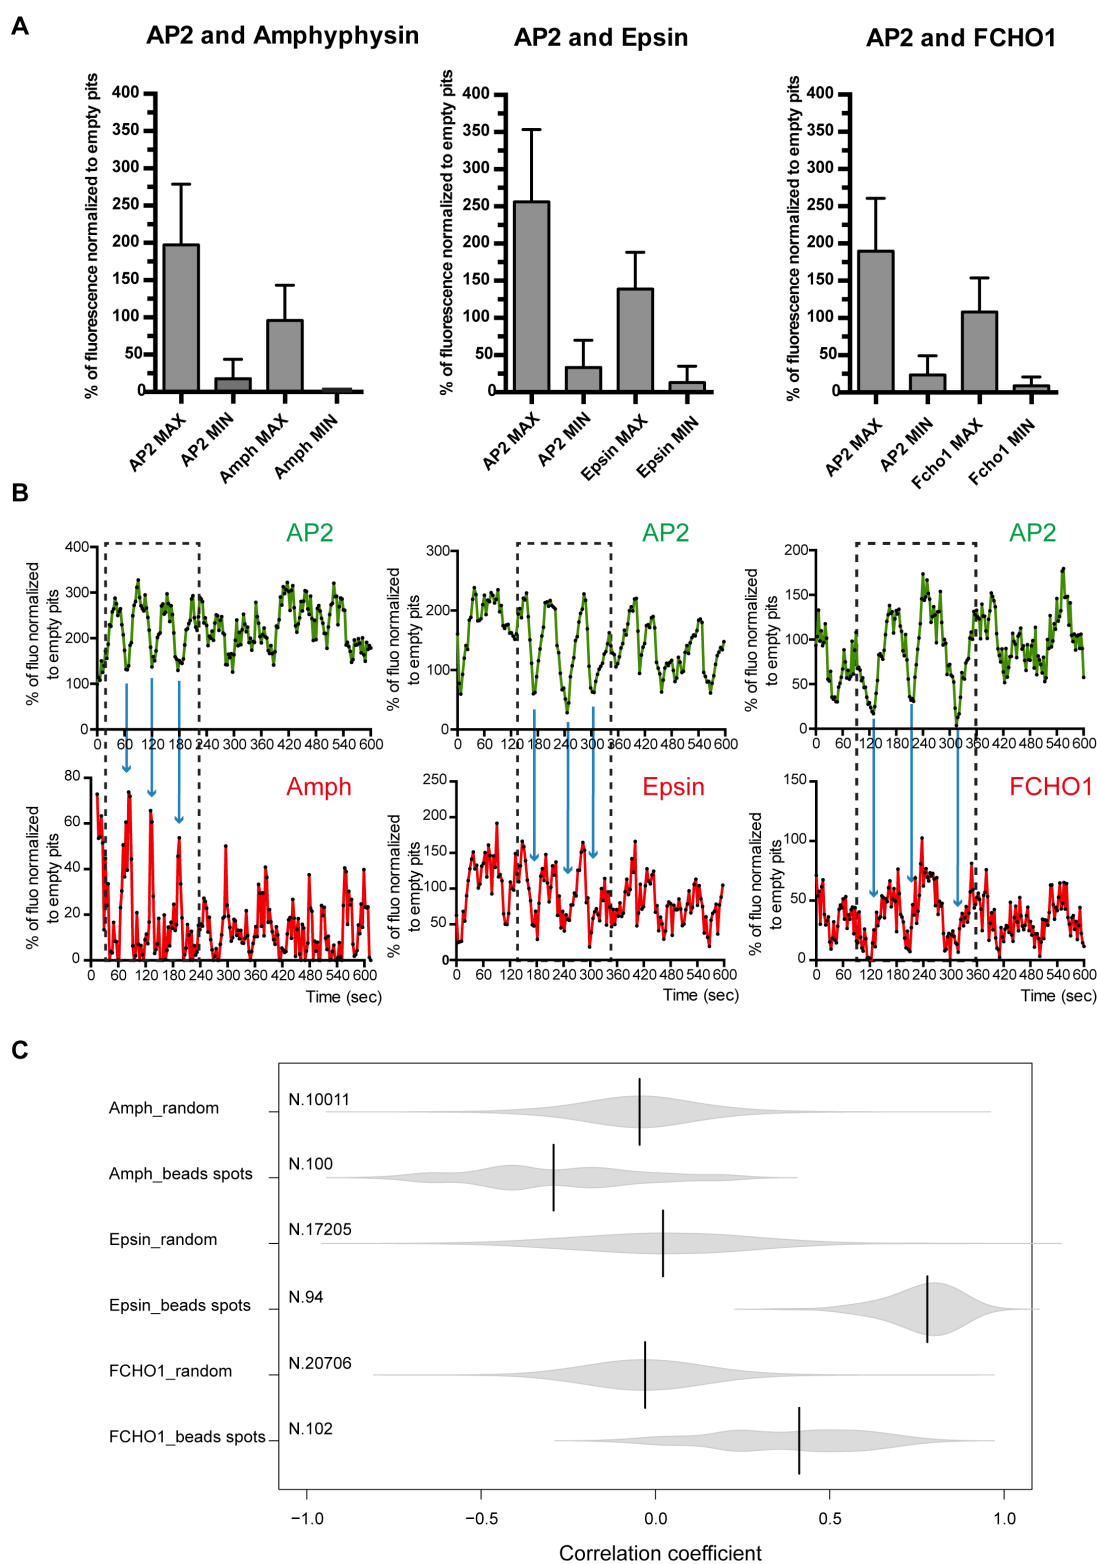 A
AP2 and Amphyphysin
AP2 and Epsin
AP2 and FCHO1
% of fluorescence normalized to empty pits
400
350
300
250
200
150
100
50
0
AP2 MAX
AP2 MIN
Amph MAX
Amph MIN
% of fluorescence normalized to empty pits
400
350
300
250
200
150
100
50
0
AP2 MAX
AP2 MIN
Epsin MAX
Epsin MIN
% of fluorescence normalized to empty pits
400
350
300
250
200
150
100
50
0
AP2 MAX
AP2 MIN
Fcho1 MAX
Fcho1 MIN
B
AP2
% of fluo normalized
to empty pits
400
300
200
100
0
0 60 120 180 240 300 360 420 480 540 600
AP2
% of fluo normalized
to empty pits
300
200
100
0
0 60 120 180 240 300 360 420 480 540 600
AP2
% of fluo normalized
to empty pits
200
150
100
50
0
0 60 120 180 240 300 360 420 480 540 600
Amph
% of fluo normalized
to empty pits
80
60
40
20
0
0 60 120 180 240 300 360 420 480 540 600
Time (sec)
Epsin
% of fluo normalized
to empty pits
250
200
150
100
50
0
0 60 120 180 240 300 360 420 480 540 600
Time (sec)
FCHO1
% of fluo normalized
to empty pits
150
100
50
0
0 60 120 180 240 300 360 420 480 540 600
Time (sec)
C
Amph_random
N.10011
Amph_beads spots
N.100
Epsin_random
N.17205
Epsin_beads spots
N.94
FCHO1_random
N.20706
FCHO1_beads spots
N.102
−1.0 −0.5 0.0 0.5 1.0
Correlation coefficient